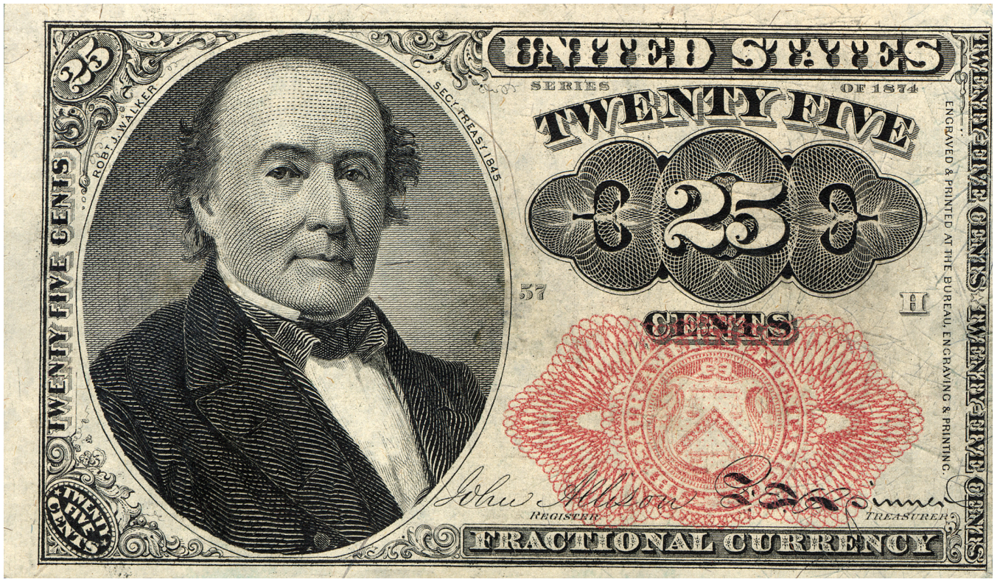 25
ROBT. J. WALKER
SECY. TREASY. 1845
TWENTY FIVE CENTS
TWENTY
FIVE
CENTS
UNITED STATES
SERIES OF 1874
TWENTY FIVE
25
57
H
CENTS
John Allison
REGISTER
TREASURER
FRACTIONAL CURRENCY
ENGRAVED & PRINTED AT THE BUREAU, ENGRAVING & PRINTING.
TWENTY-FIVE CENTS ★ TWENTY-FIVE CENTS